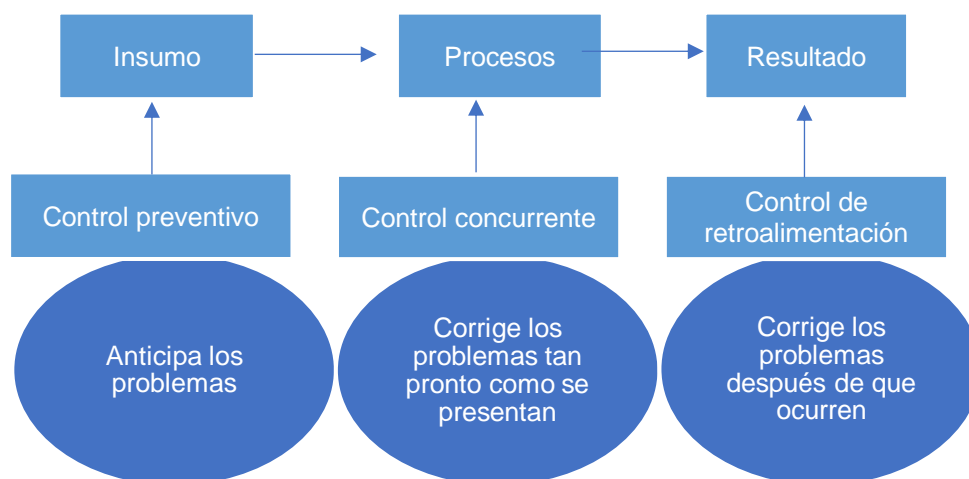 Insumo
Procesos
Resultado
Control preventivo
Control concurrente
Control de
retroalimentación
Anticipa los
problemas
Corrige los
problemas tan
pronto como se
presentan
Corrige los
problemas
después de que
ocurren